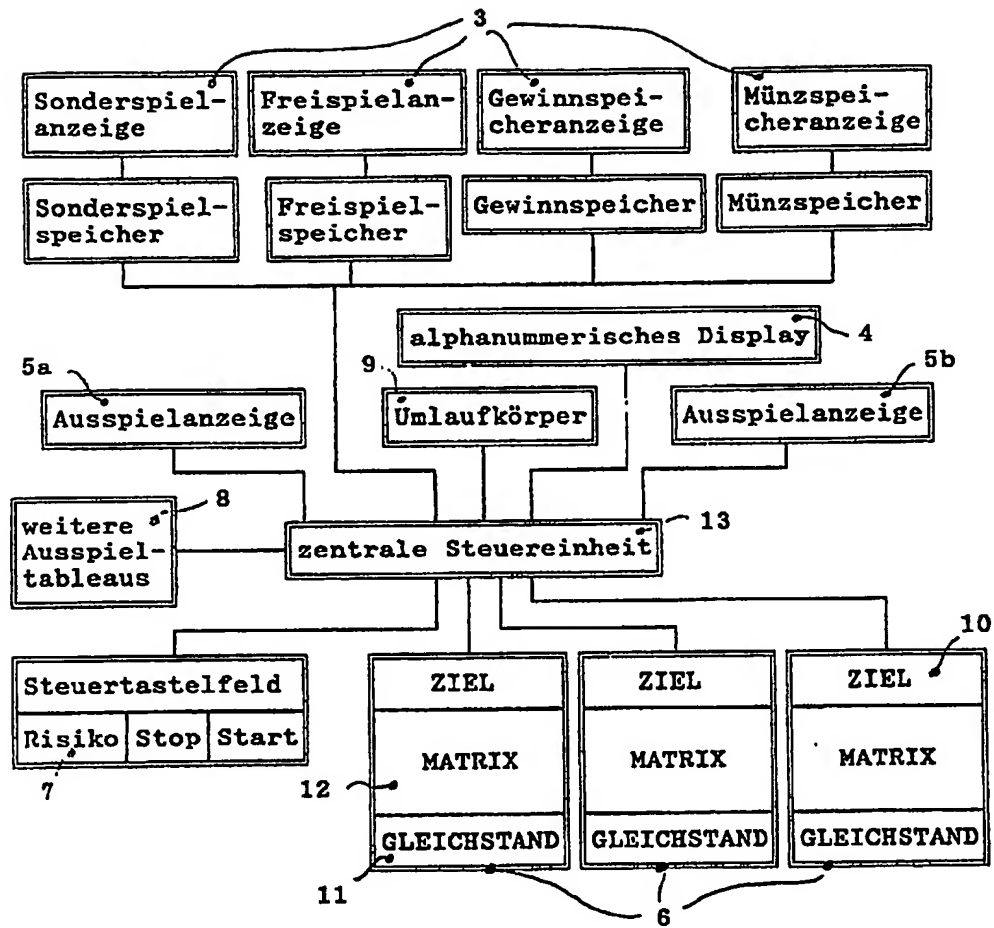 3
Sonderspiel-
anzeige
Freispielan-
zeige
Gewinnspei-
cheranzeige
Münzspei-
cheranzeige
Sonderspiel-
speicher
Freispiel-
speicher
Gewinnspeicher
Münzspeicher
alphanummerisches Display
4
5a
9
5b
Ausspielanzeige
Umlaufkörper
Ausspielanzeige
8
13
weitere
Ausspiel-
tableaus
zentrale Steuereinheit
10
Steuertastelfeld
Risiko
Stop
Start
7
ZIEL
MATRIX
GLEICHSTAND
ZIEL
MATRIX
GLEICHSTAND
ZIEL
MATRIX
GLEICHSTAND
12
11
6